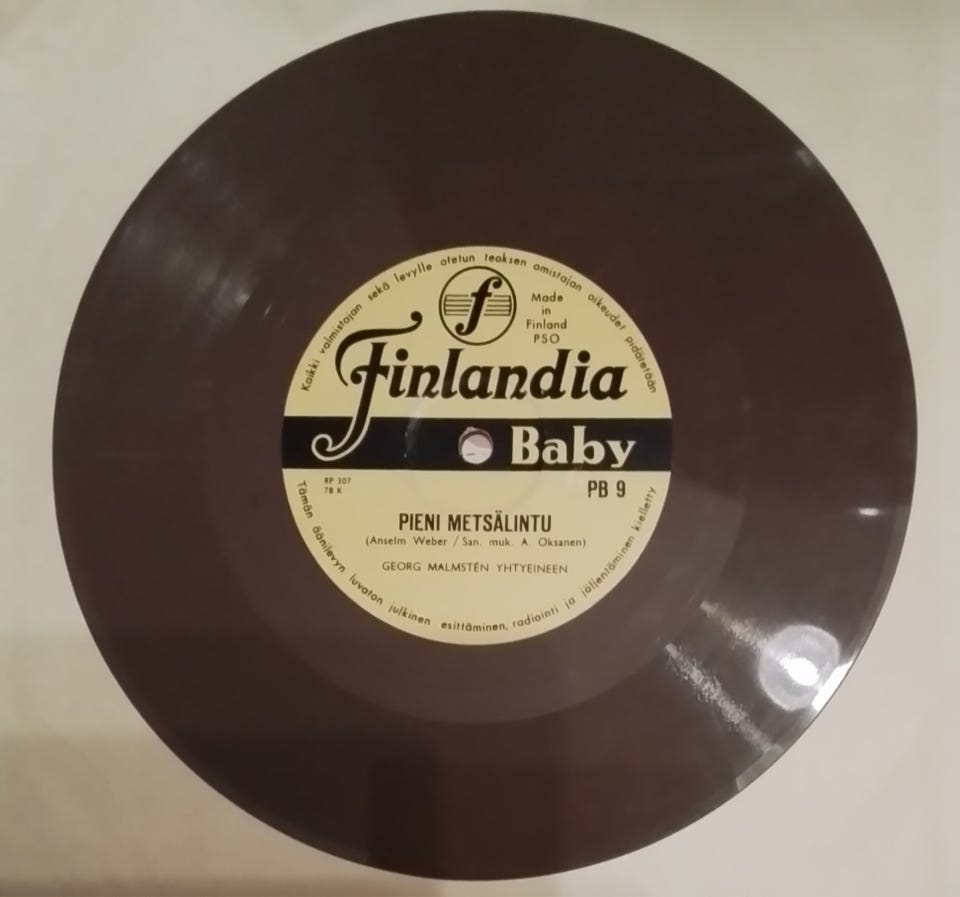 Kaikki valmistajan sekä levylle otetun teoksen omistajan oikeudet pidätetään
f
Made
in
Finland
PSO
Finlandia
Baby
RP 307
78 K
PB 9
PIENI METSÄLINTU
(Anselm Weber / San. muk. A. Oksanen)
GEORG MALMSTÉN YHTYEINEEN
Tämän äänilevyn luvaton julkinen esittäminen, radiointi ja jäljentäminen kielletty